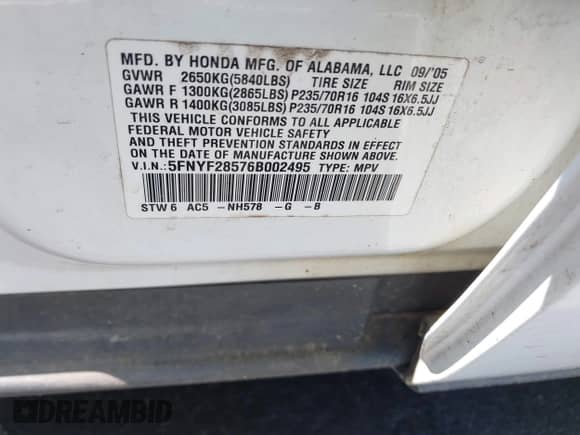 MFD. BY HONDA MFG. OF ALABAMA, LLC 09/'05
GVWR 2650KG(5840LBS) TIRE SIZE RIM SIZE
GAWR F 1300KG(2865LBS) P235/70R16 104S 16X6.5JJ
GAWR R 1400KG(3085LBS) P235/70R16 104S 16X6.5JJ
THIS VEHICLE CONFORMS TO ALL APPLICABLE
FEDERAL MOTOR VEHICLE SAFETY
AND THEFT PREVENTION STANDARDS IN EFFECT
ON THE DATE OF MANUFACTURE SHOWN ABOVE.
V.I.N.: 5FNYF28576B002495 TYPE: MPV
STW 6 AC5 -NH578 -G -B
DREAMBID